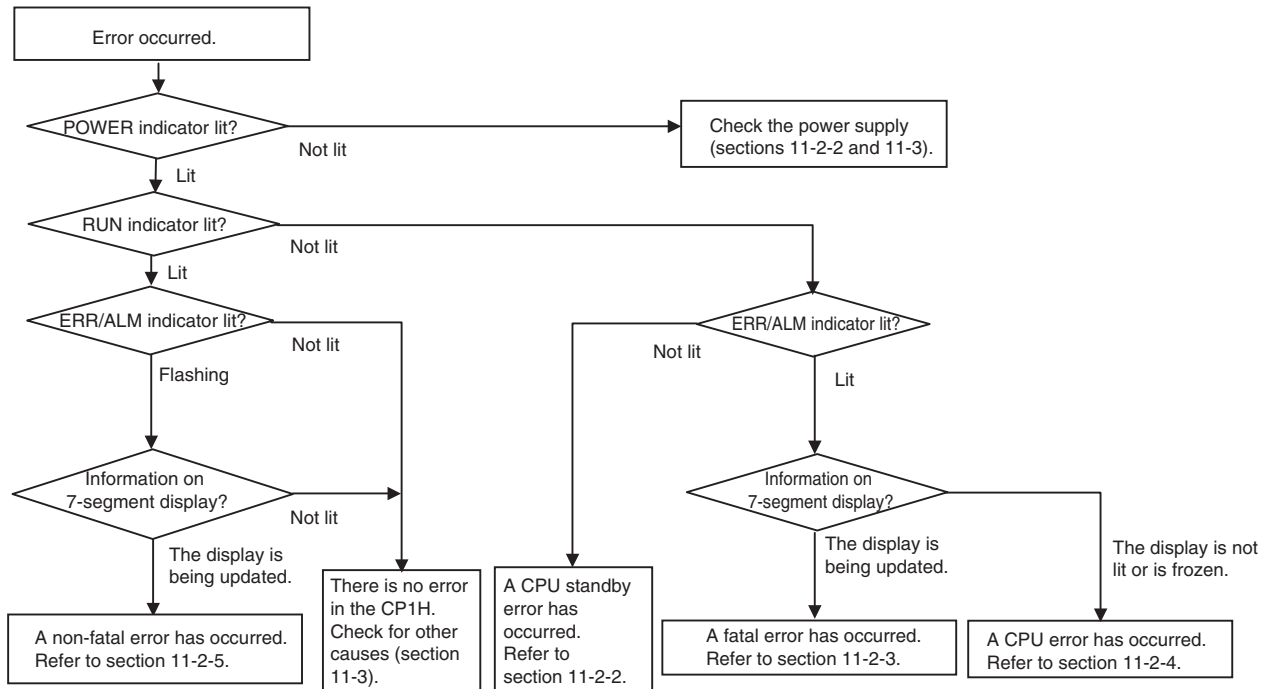 Error occurred.
POWER indicator lit?
Not lit
Check the power supply
(sections 11-2-2 and 11-3).
Lit
RUN indicator lit?
Not lit
Lit
ERR/ALM indicator lit?
Not lit
ERR/ALM indicator lit?
Not lit
Flashing
Lit
Information on
7-segment display?
Not lit
Information on
7-segment display?
The display is
being updated.
The display is
being updated.
The display is not
lit or is frozen.
A non-fatal error has occurred.
Refer to section 11-2-5.
There is no error
in the CP1H.
Check for other
causes (section
11-3).
A CPU standby
error has
occurred.
Refer to
section 11-2-2.
A fatal error has occurred.
Refer to section 11-2-3.
A CPU error has occurred.
Refer to section 11-2-4.